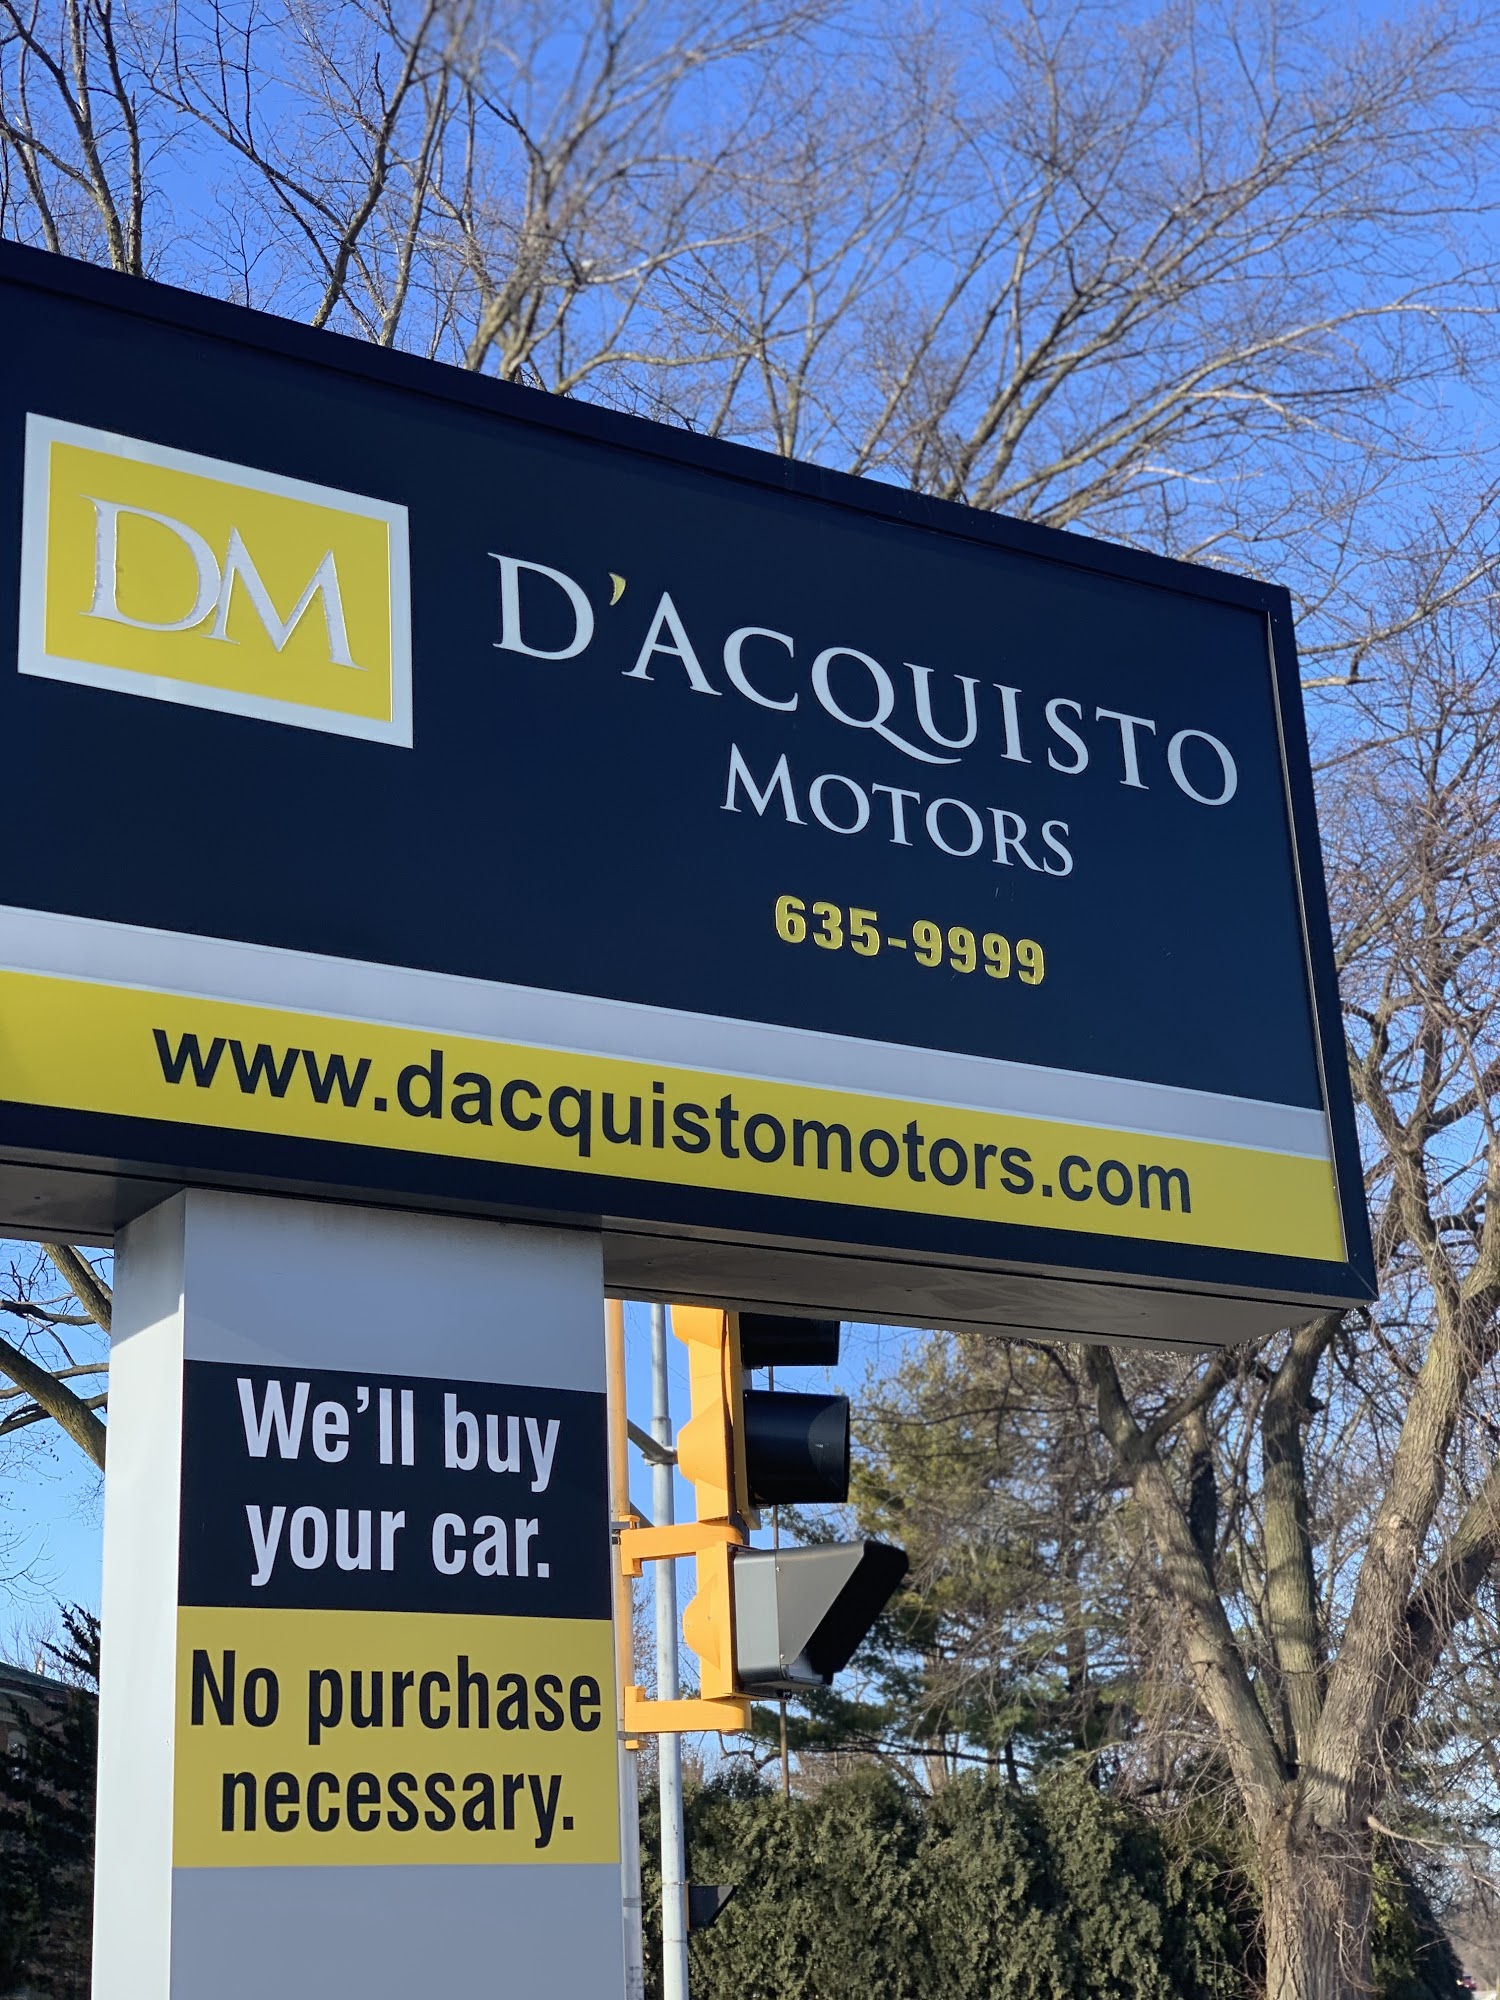 DM
D'ACQUISTO
MOTORS
635-9999
www.dacquistomotors.com
We'll buy
your car.
No purchase
necessary.